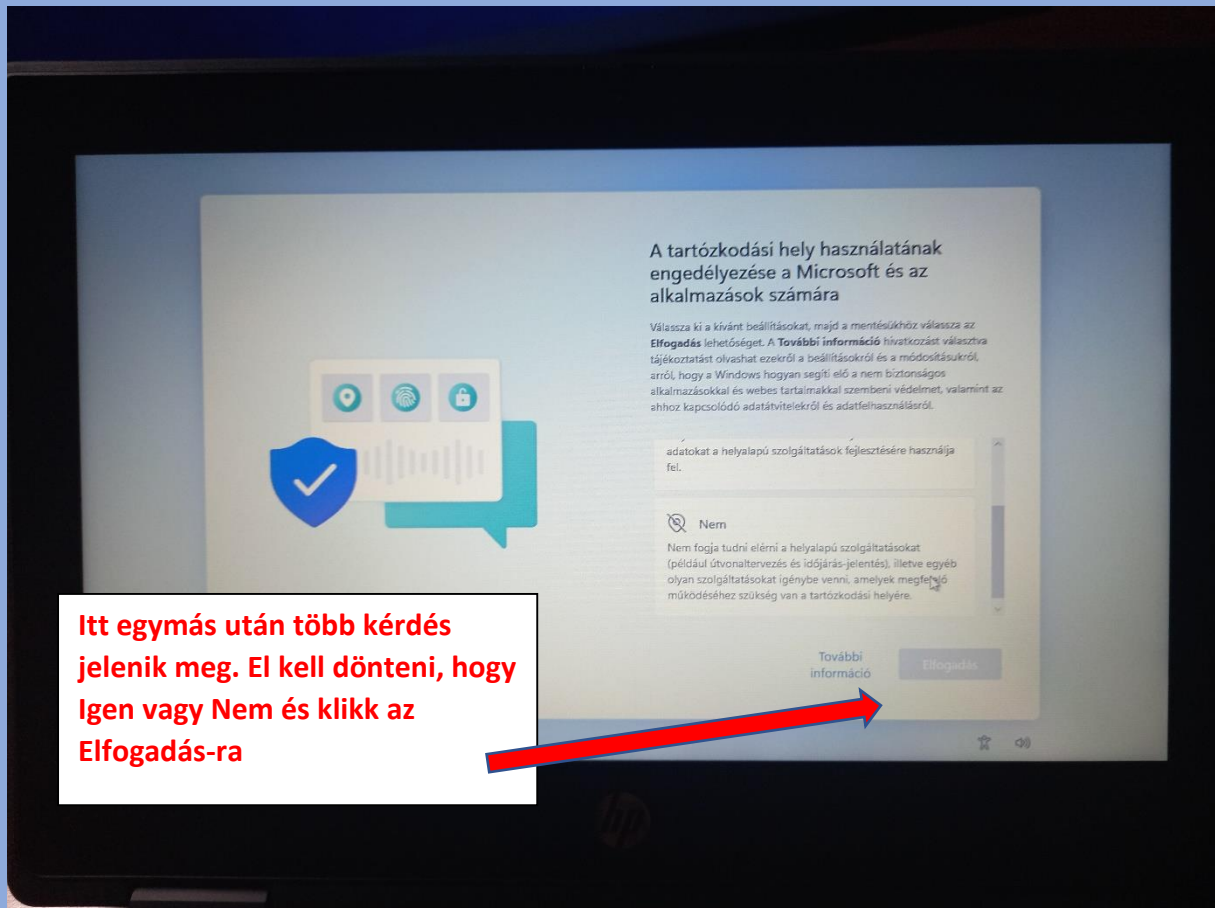 A tartózkodási hely használatának
engedélyezése a Microsoft és az
alkalmazások számára
Válassza ki a kívánt beállításokat, majd a mentésükhöz válassza az
Elfogadás lehetőséget. A További információ hivatkozást választva
tájékoztatást olvashat ezekről a beállításokról és a módosításukról,
arról, hogy a Windows hogyan segíti elő a nem biztonságos
alkalmazásokkal és webes tartalmakkal szembeni védelmet, valamint az
ahhoz kapcsolódó adatátvitelekről és adatfelhasználásról.
adatokat a helyalapú szolgáltatások fejlesztésére használja
fel.
Nem
Nem fogja tudni elérni a helyalapú szolgáltatásokat
(például útvonaltervezés és időjárás-jelentés), illetve egyéb
olyan szolgáltatásokat igénybe venni, amelyek megfelelő
működéséhez szükség van a tartózkodási helyére.
További
információ
Elfogadás
Itt egymás után több kérdés
jelenik meg. El kell dönteni, hogy
Igen vagy Nem és klikk az
Elfogadás-ra
hp